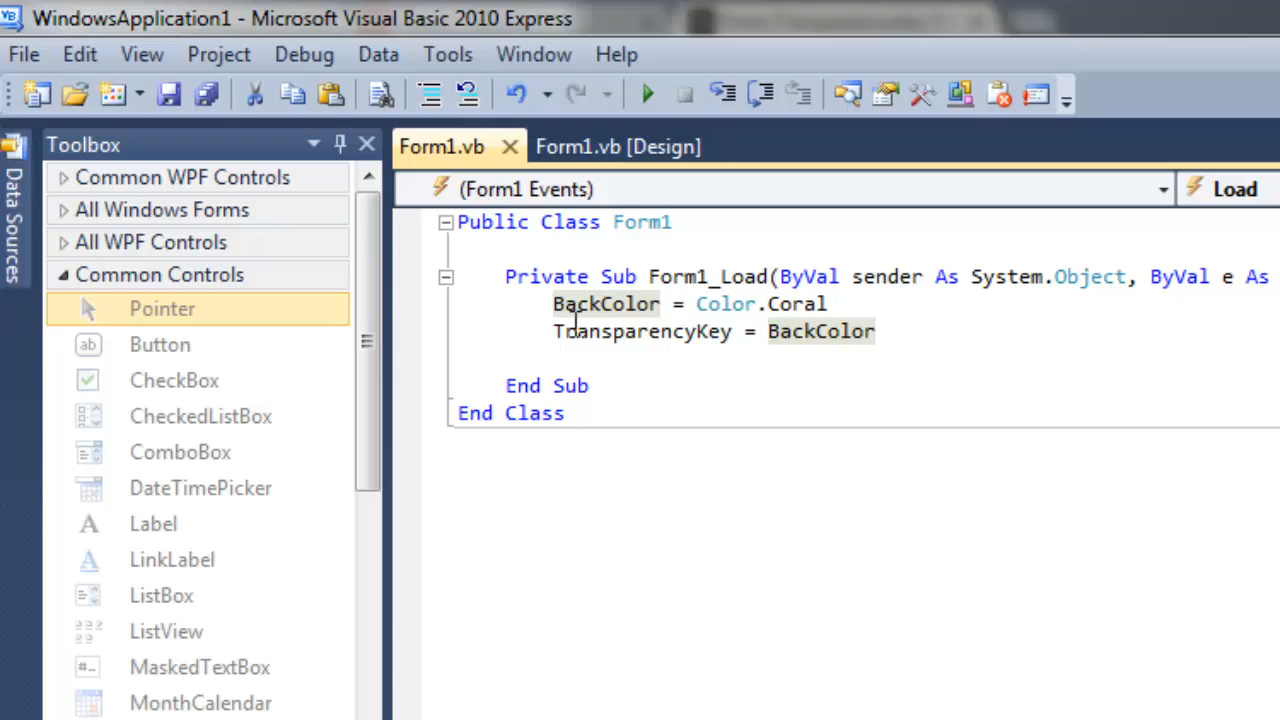 WindowsApplication1 - Microsoft Visual Basic 2010 Express
File Edit View Project Debug Data Tools Window Help
Data Sources
Toolbox
Common WPF Controls
All Windows Forms
All WPF Controls
Common Controls
Pointer
ab Button
CheckBox
CheckedListBox
ComboBox
DateTimePicker
A Label
A LinkLabel
ListBox
ListView
#- MaskedTextBox
MonthCalendar
Form1.vb Form1.vb [Design]
(Form1 Events) Load
Public Class Form1
Private Sub Form1_Load(ByVal sender As System.Object, ByVal e As
BackColor = Color.Coral
TransparencyKey = BackColor
End Sub
End Class